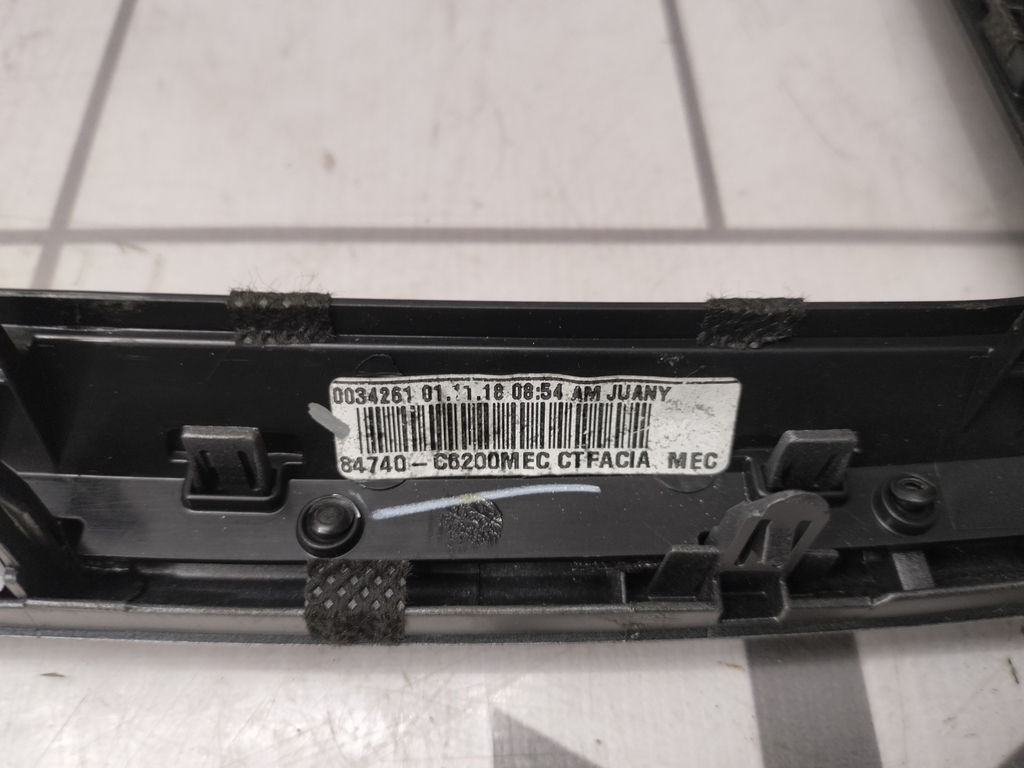 0034261 01.11.18 08:54 AM JUANY
84740-C6200MEC CTFACIA MEC